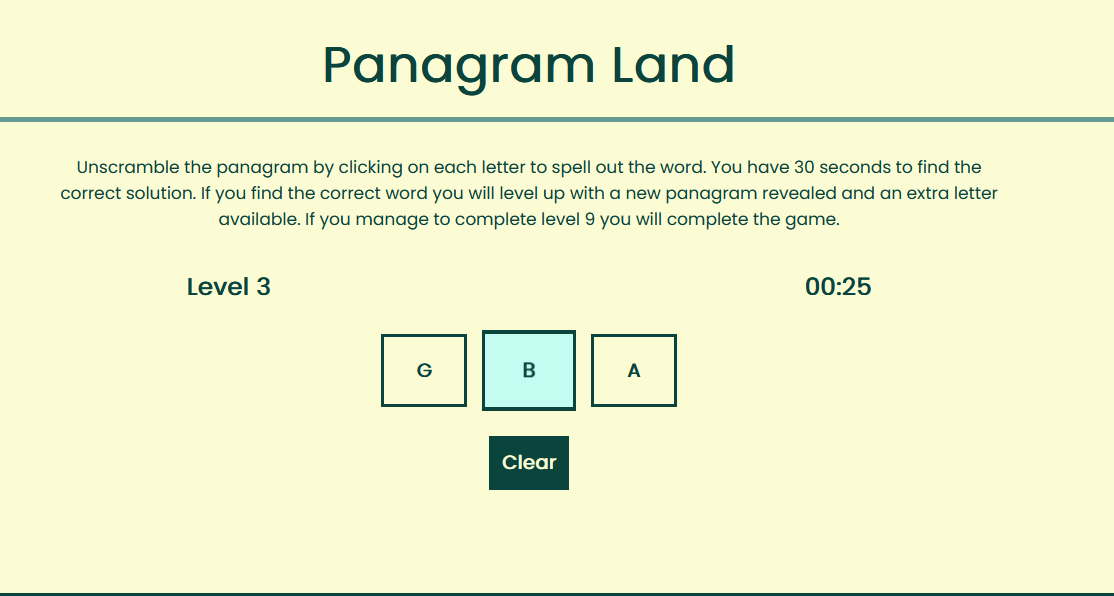 Panagram Land
Unscramble the panagram by clicking on each letter to spell out the word. You have 30 seconds to find the
correct solution. If you find the correct word you will level up with a new panagram revealed and an extra letter
available. If you manage to complete level 9 you will complete the game.
Level 3
00:25
G
B
A
Clear